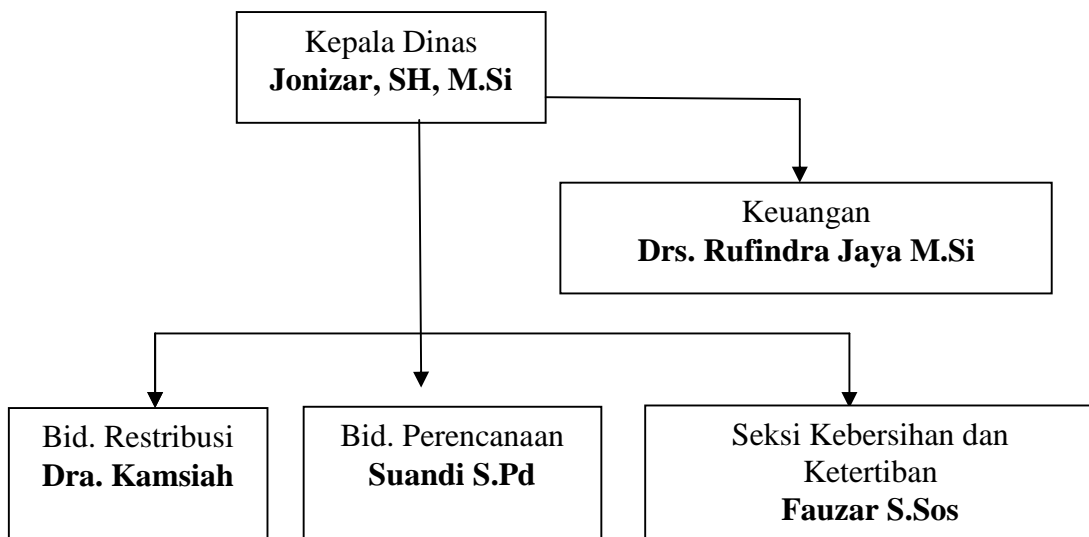 Kepala Dinas
Jonizar, SH, M.Si
Keuangan
Drs. Rufindra Jaya M.Si
Bid. Restribusi
Dra. Kamsiah
Bid. Perencanaan
Suandi S.Pd
Seksi Kebersihan dan
Ketertiban
Fauzar S.Sos